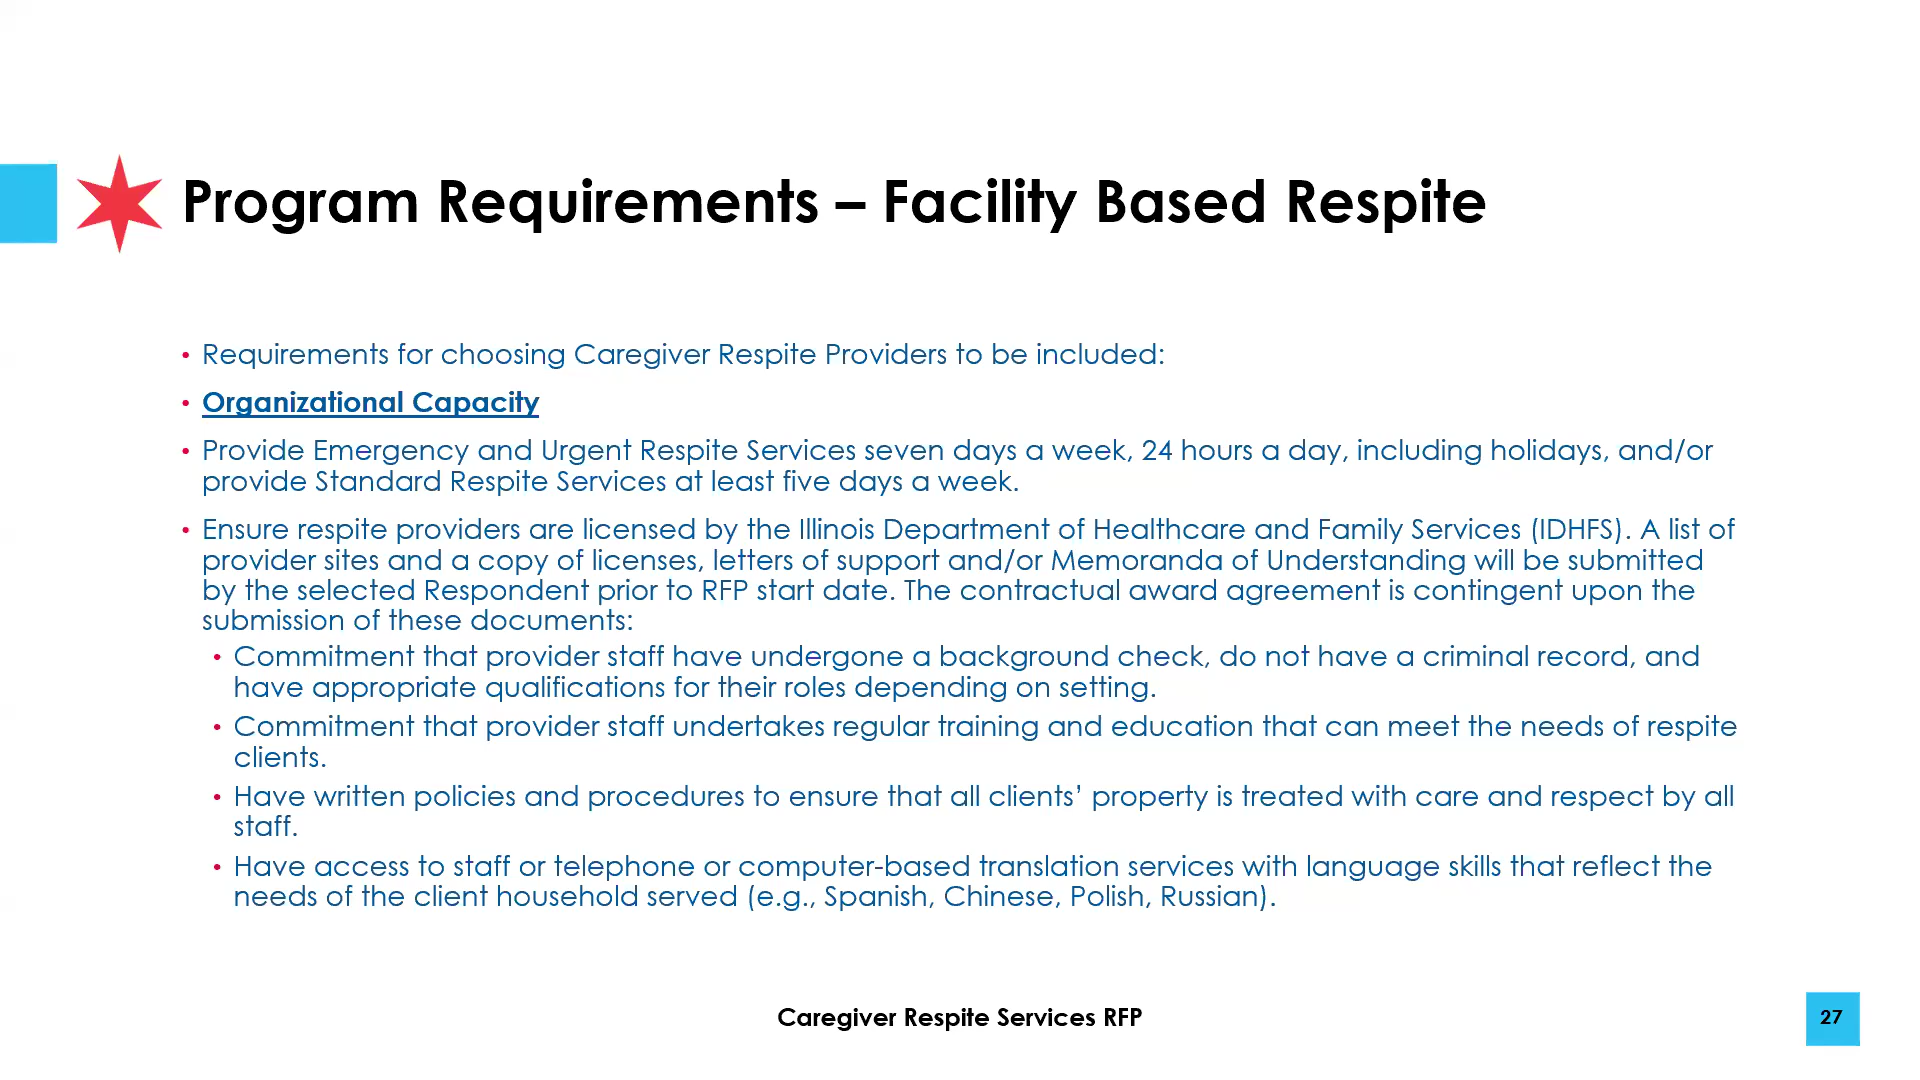 Program Requirements – Facility Based Respite
• Requirements for choosing Caregiver Respite Providers to be included:
• Organizational Capacity
• Provide Emergency and Urgent Respite Services seven days a week, 24 hours a day, including holidays, and/or
provide Standard Respite Services at least five days a week.
• Ensure respite providers are licensed by the Illinois Department of Healthcare and Family Services (IDHFS). A list of
provider sites and a copy of licenses, letters of support and/or Memoranda of Understanding will be submitted
by the selected Respondent prior to RFP start date. The contractual award agreement is contingent upon the
submission of these documents:
• Commitment that provider staff have undergone a background check, do not have a criminal record, and
have appropriate qualifications for their roles depending on setting.
• Commitment that provider staff undertakes regular training and education that can meet the needs of respite
clients.
• Have written policies and procedures to ensure that all clients’ property is treated with care and respect by all
staff.
• Have access to staff or telephone or computer-based translation services with language skills that reflect the
needs of the client household served (e.g., Spanish, Chinese, Polish, Russian).
Caregiver Respite Services RFP
27